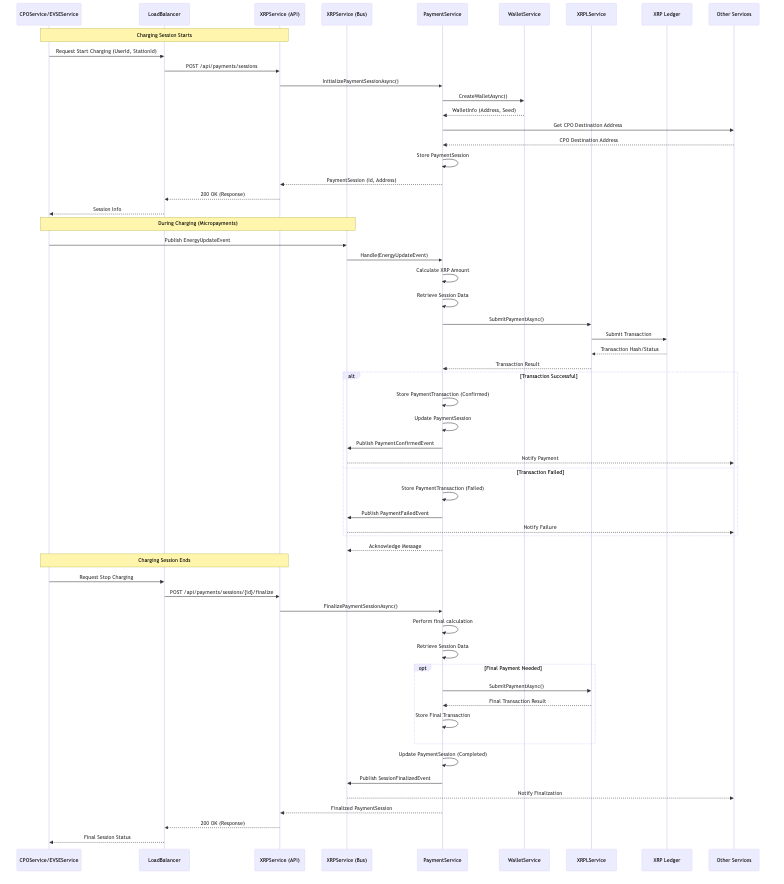 CPOService/EVSEService LoadBalancer XRPService (API) XRPService (Bus) PaymentService WalletService XRPLService XRP Ledger Other Services
Charging Session Starts
Request Start Charging (UserId, StationId)
POST /api/payments/sessions
InitializePaymentSessionAsync()
CreateWalletAsync()
WalletInfo (Address, Seed)
Get CPO Destination Address
CPO Destination Address
Store PaymentSession
PaymentSession (Id, Address)
200 OK (Response)
Session Info
During Charging (Micropayments)
Publish EnergyUpdateEvent
Handle(EnergyUpdateEvent)
Calculate XRP Amount
Retrieve Session Data
SubmitPaymentAsync()
Submit Transaction
Transaction Hash/Status
Transaction Result
alt [Transaction Successful]
Store PaymentTransaction (Confirmed)
Update PaymentSession
Publish PaymentConfirmedEvent
Notify Payment
[Transaction Failed]
Store PaymentTransaction (Failed)
Publish PaymentFailedEvent
Notify Failure
Acknowledge Message
Charging Session Ends
Request Stop Charging
POST /api/payments/sessions/{id}/finalize
FinalizePaymentSessionAsync()
Perform final calculation
Retrieve Session Data
opt [Final Payment Needed]
SubmitPaymentAsync()
Final Transaction Result
Store Final Transaction
Update PaymentSession (Completed)
Publish SessionFinalizedEvent
Notify Finalization
Finalized PaymentSession
200 OK (Response)
Final Session Status
CPOService/EVSEService LoadBalancer XRPService (API) XRPService (Bus) PaymentService WalletService XRPLService XRP Ledger Other Services